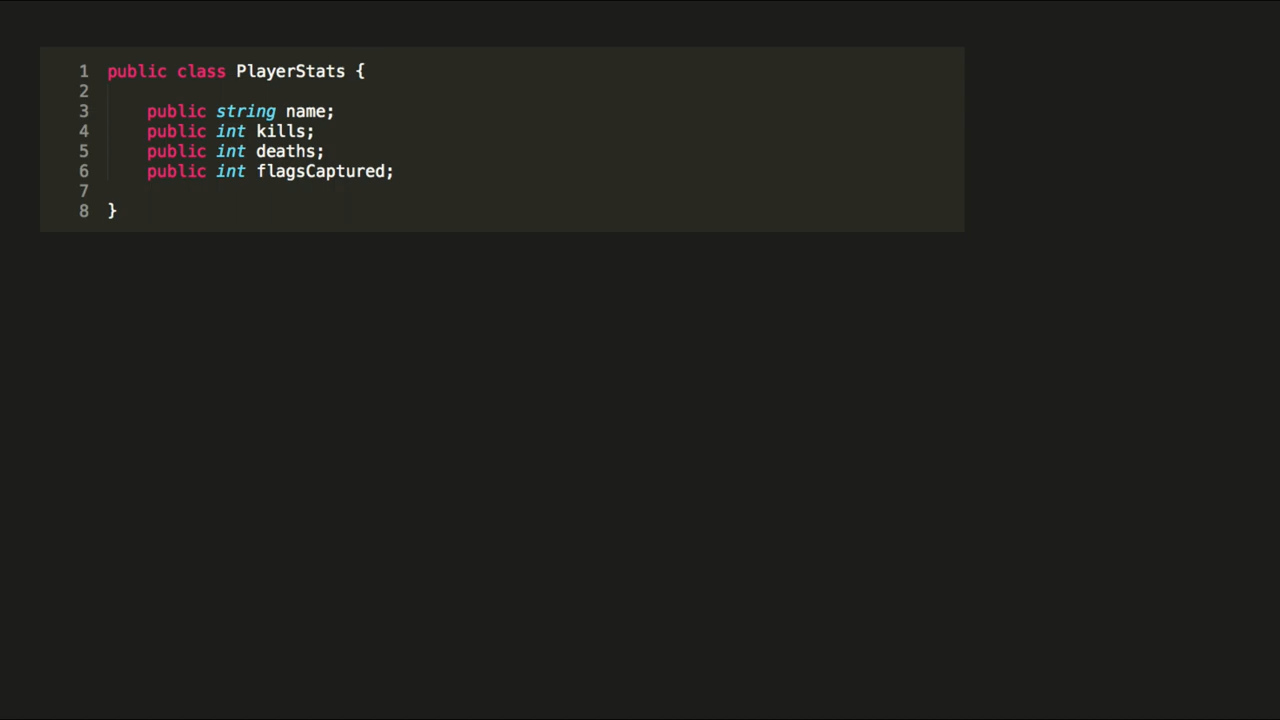 1 public class PlayerStats {
2
3 public string name;
4 public int kills;
5 public int deaths;
6 public int flagsCaptured;
7
8 }